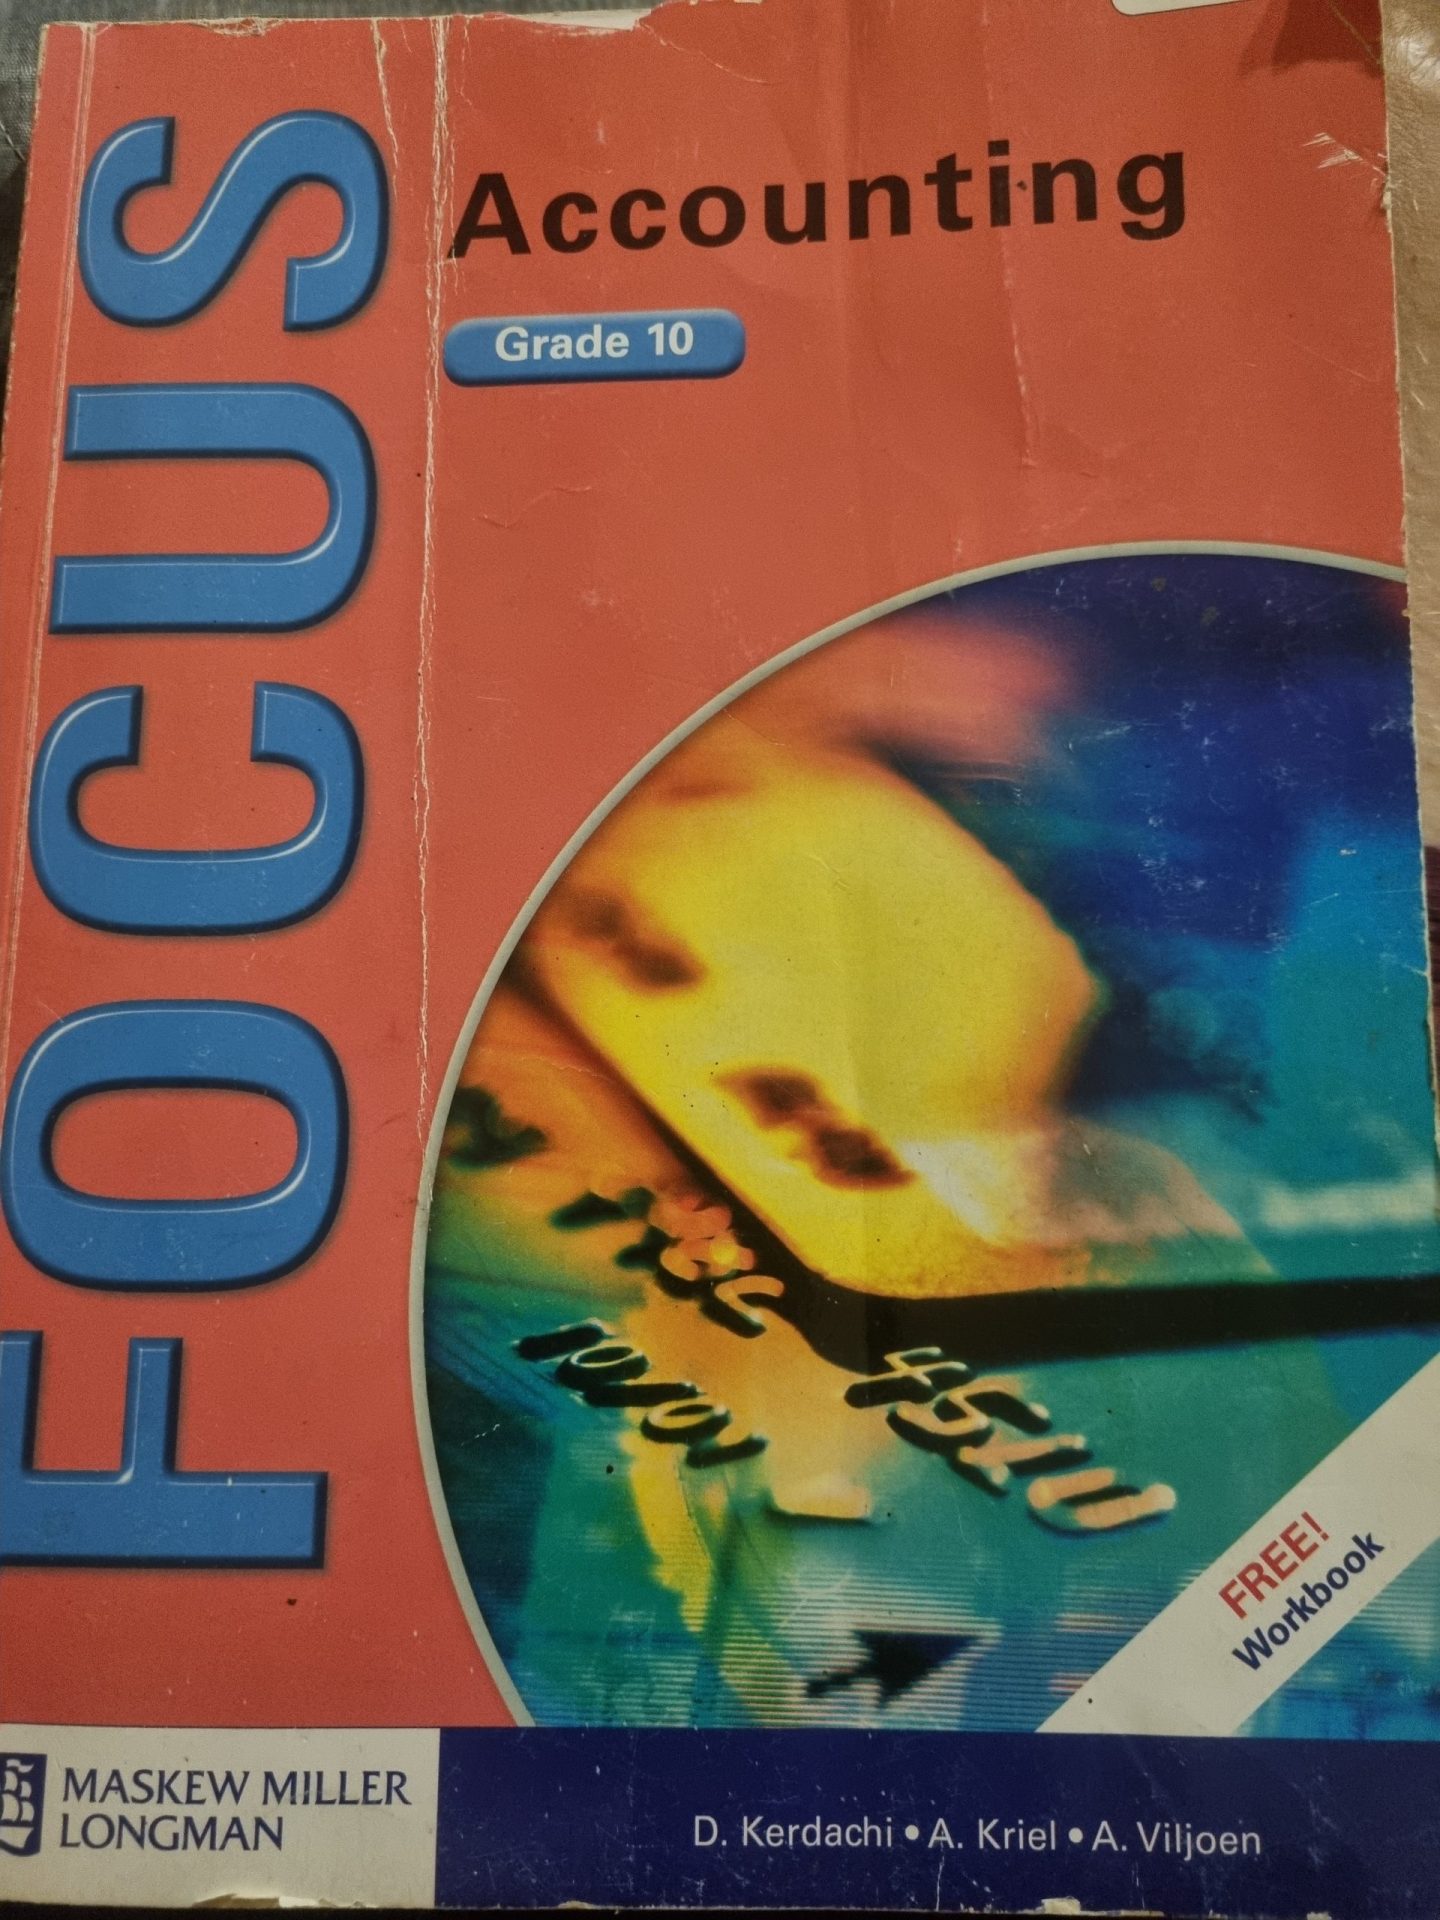 FOCUS
Accounting
Grade 10
FREE!
Workbook
MASKEW MILLER
LONGMAN
D. Kerdachi • A. Kriel • A. Viljoen